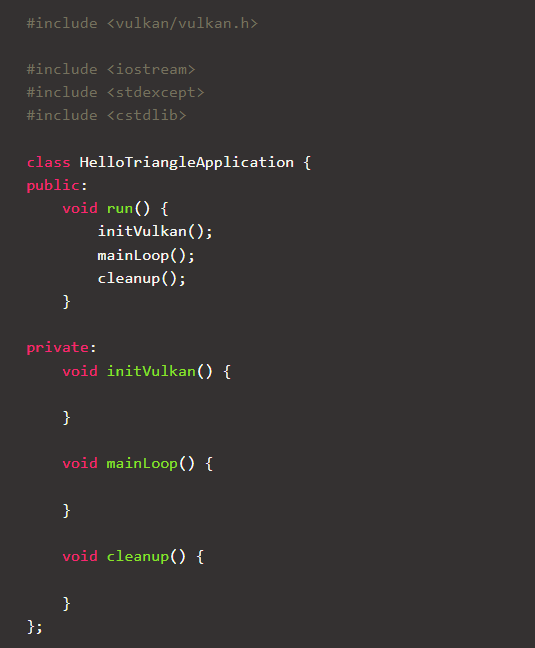 #include <vulkan/vulkan.h>

#include <iostream>
#include <stdexcept>
#include <cstdlib>

class HelloTriangleApplication {
public:
    void run() {
        initVulkan();
        mainLoop();
        cleanup();
    }

private:
    void initVulkan() {

    }

    void mainLoop() {

    }

    void cleanup() {

    }
};